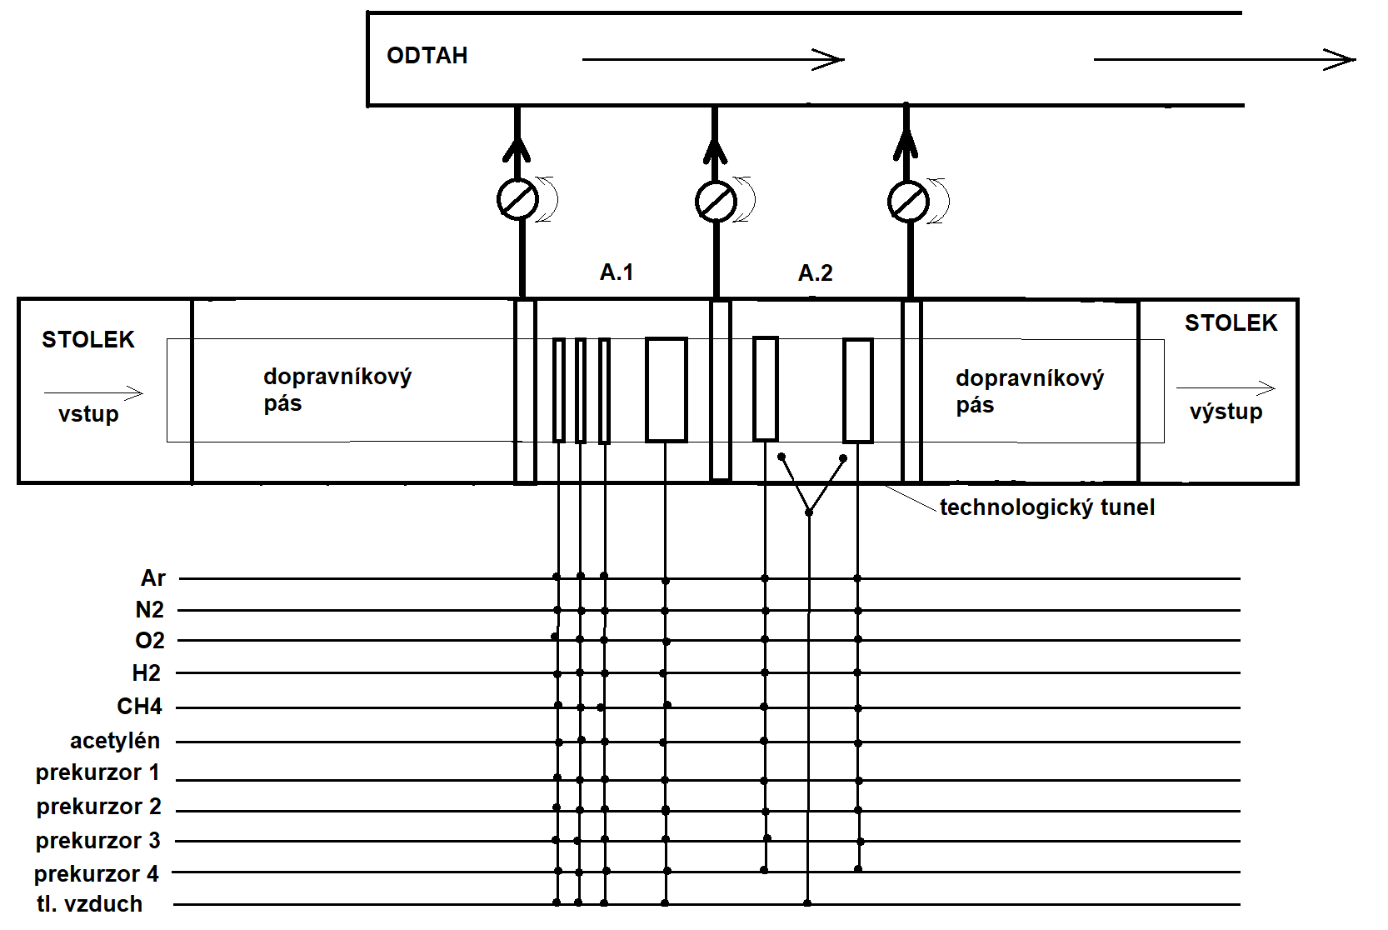 ODTAH
A.1
A.2
STOLEK
vstup
dopravníkový
pás
dopravníkový
pás
STOLEK
výstup
technologický tunel
Ar
N2
O2
H2
CH4
acetylén
prekurzor 1
prekurzor 2
prekurzor 3
prekurzor 4
tl. vzduch